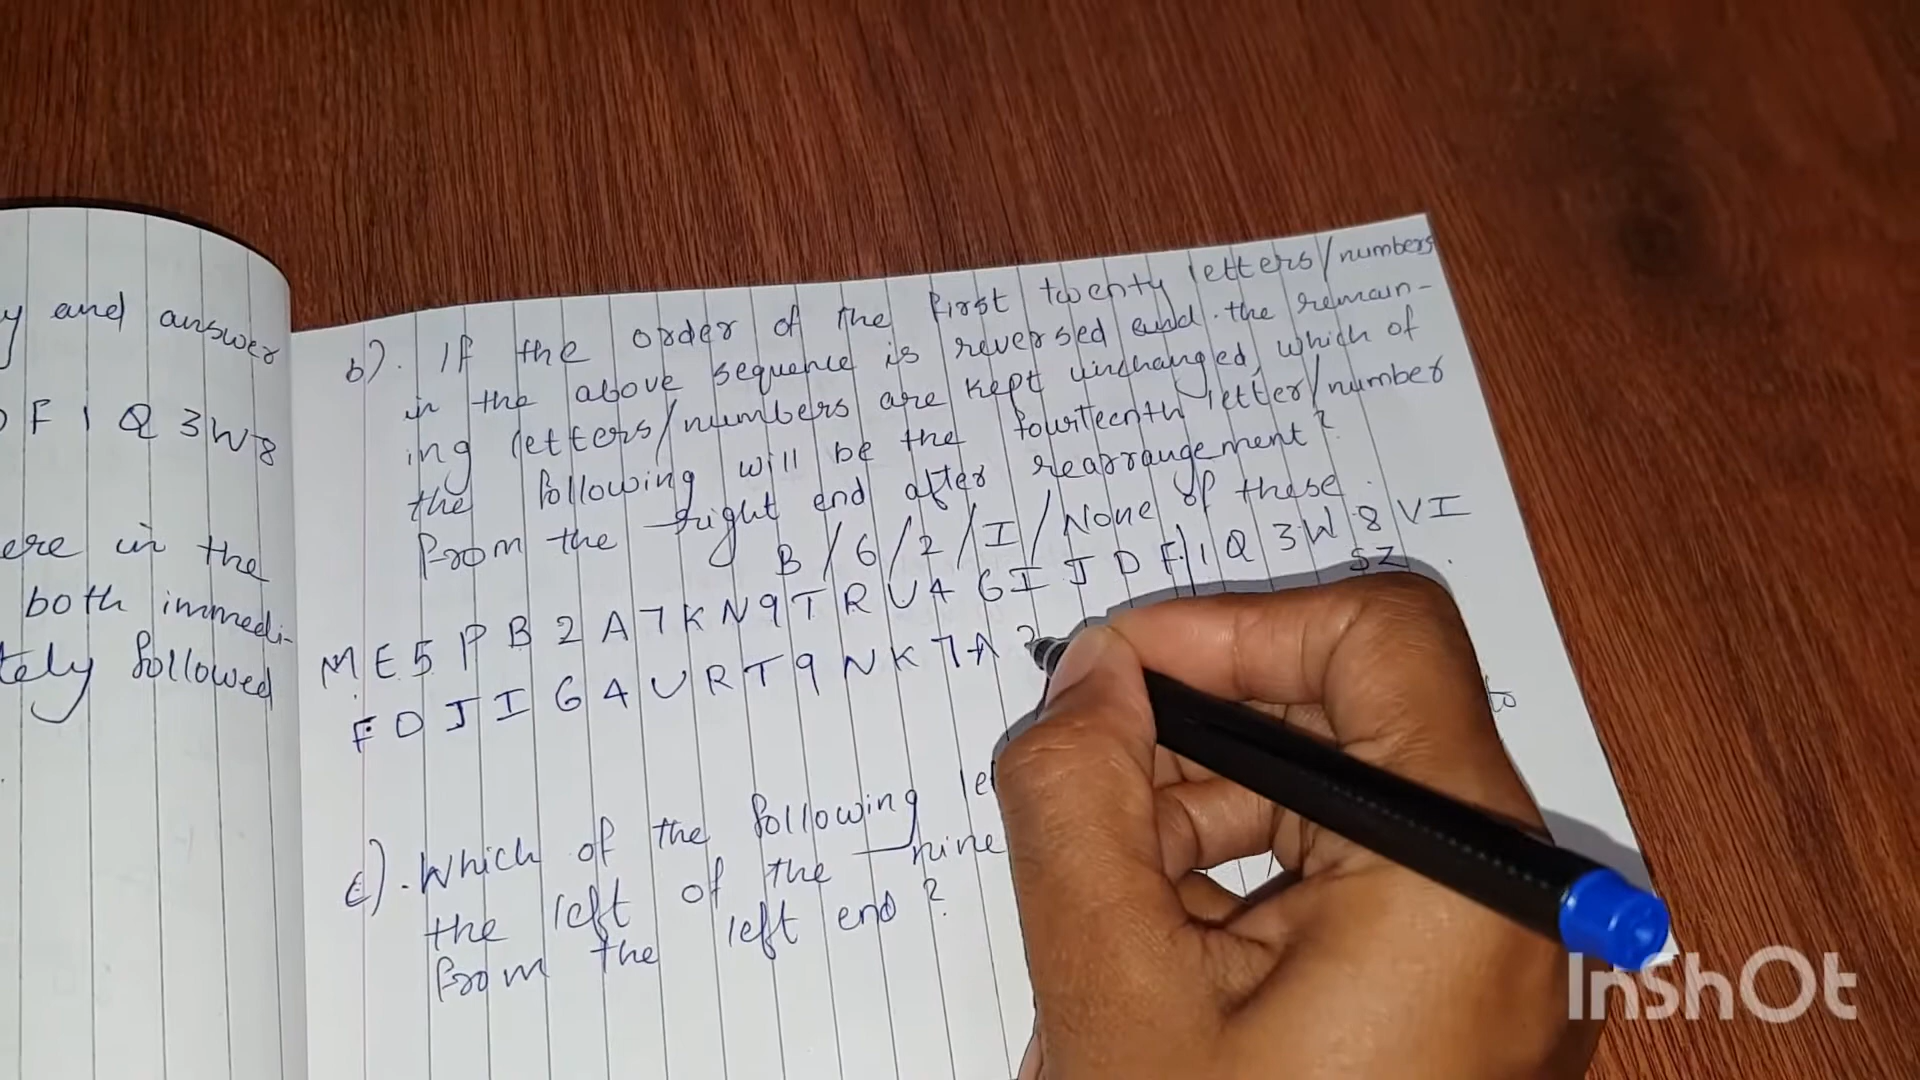 y and answer
F 1 Q 3 W 8
ere in the
both immedi-
tely followed
b). If the order of the first twenty letters/numbers
in the above sequence is reversed and the remain-
ing letters/numbers are kept unchanged, which of
the following will be the fourteenth letter/number
from the right end after rearrangement?
B / 6 / 2 / I / None of these.
M E 5 P B 2 A 7 K N 9 T R U 4 G I J D F 1 Q 3 W 8 V I
S Z
F D J I G 4 U R T 9 N K 7 A 2
to
c). Which of the following
the left of the nine
from the left end?
InShOt